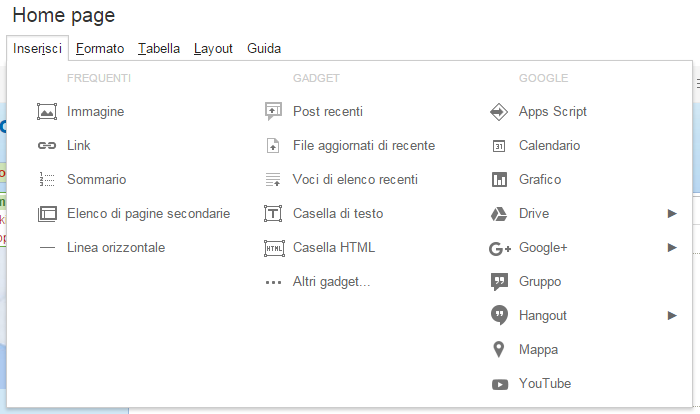 Home page
Inserisci Formato Tabella Layout Guida
FREQUENTI
Immagine
Link
Sommario
Elenco di pagine secondarie
Linea orizzontale
GADGET
Post recenti
File aggiornati di recente
Voci di elenco recenti
Casella di testo
Casella HTML
Altri gadget...
GOOGLE
Apps Script
Calendario
Grafico
Drive
Google+
Gruppo
Hangout
Mappa
YouTube